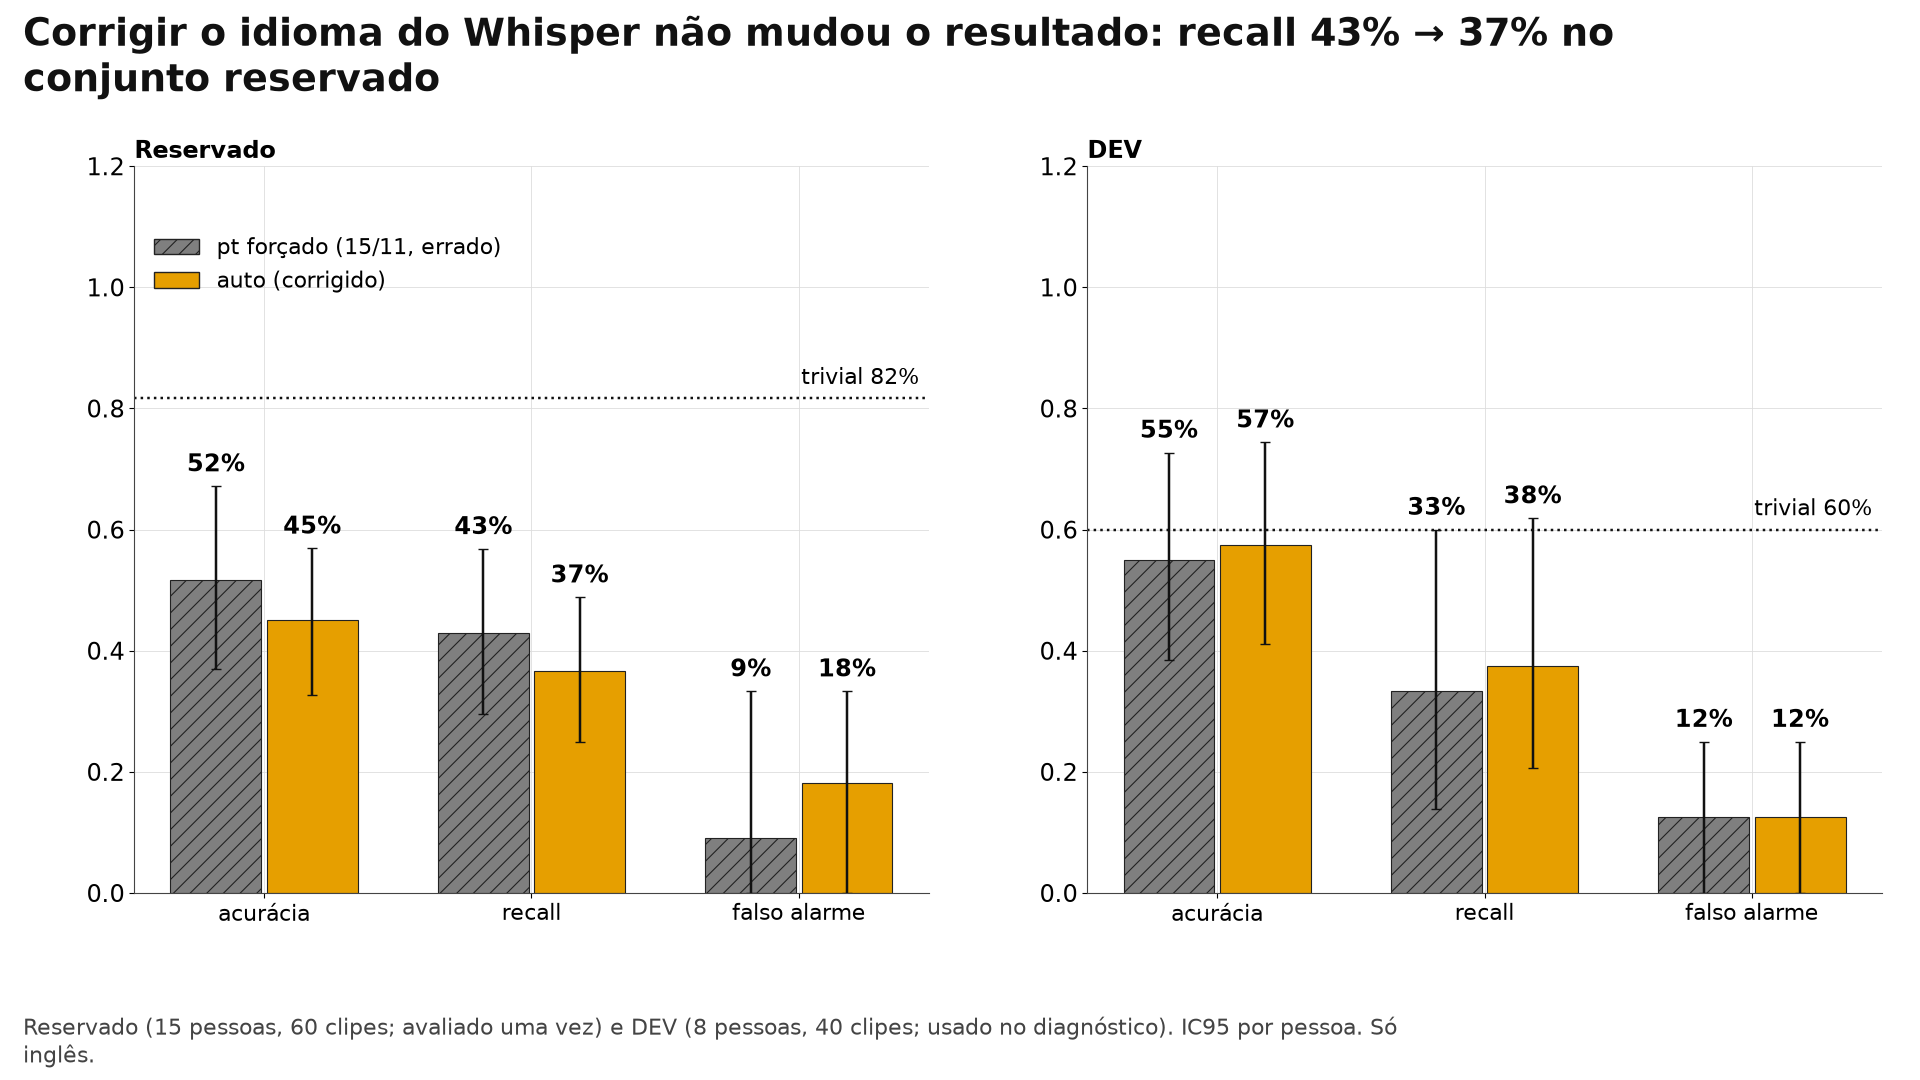 Corrigir o idioma do Whisper não mudou o resultado: recall 43% → 37% no
conjunto reservado
Reservado
1.2
1.0
0.8
0.6
0.4
0.2
0.0
pt forçado (15/11, errado)
auto (corrigido)
trivial 82%
52%
45%
43%
37%
9%
18%
acurácia
recall
falso alarme
DEV
1.2
1.0
0.8
0.6
0.4
0.2
0.0
trivial 60%
55%
57%
33%
38%
12%
12%
acurácia
recall
falso alarme
Reservado (15 pessoas, 60 clipes; avaliado uma vez) e DEV (8 pessoas, 40 clipes; usado no diagnóstico). IC95 por pessoa. Só
inglês.